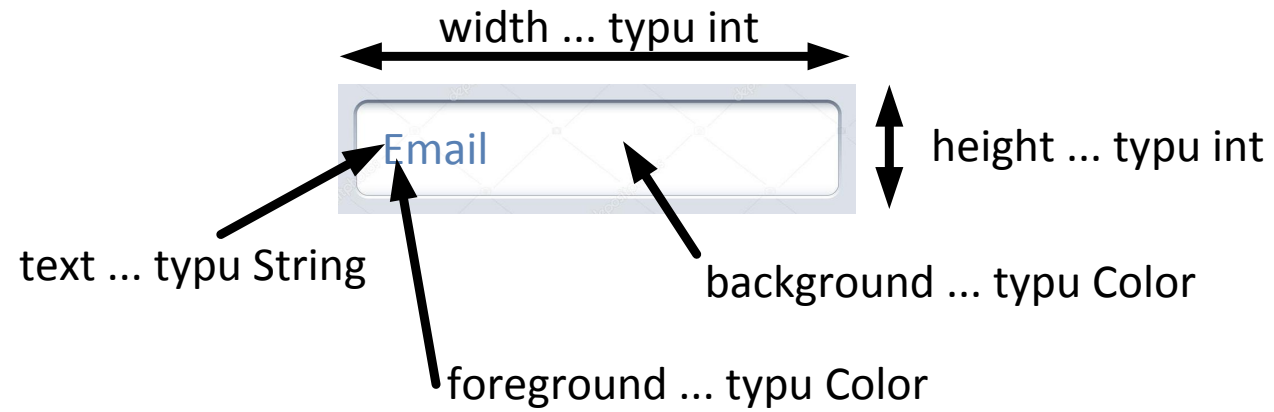 width ... typu int
Email
height ... typu int
text ... typu String
background ... typu Color
foreground ... typu Color